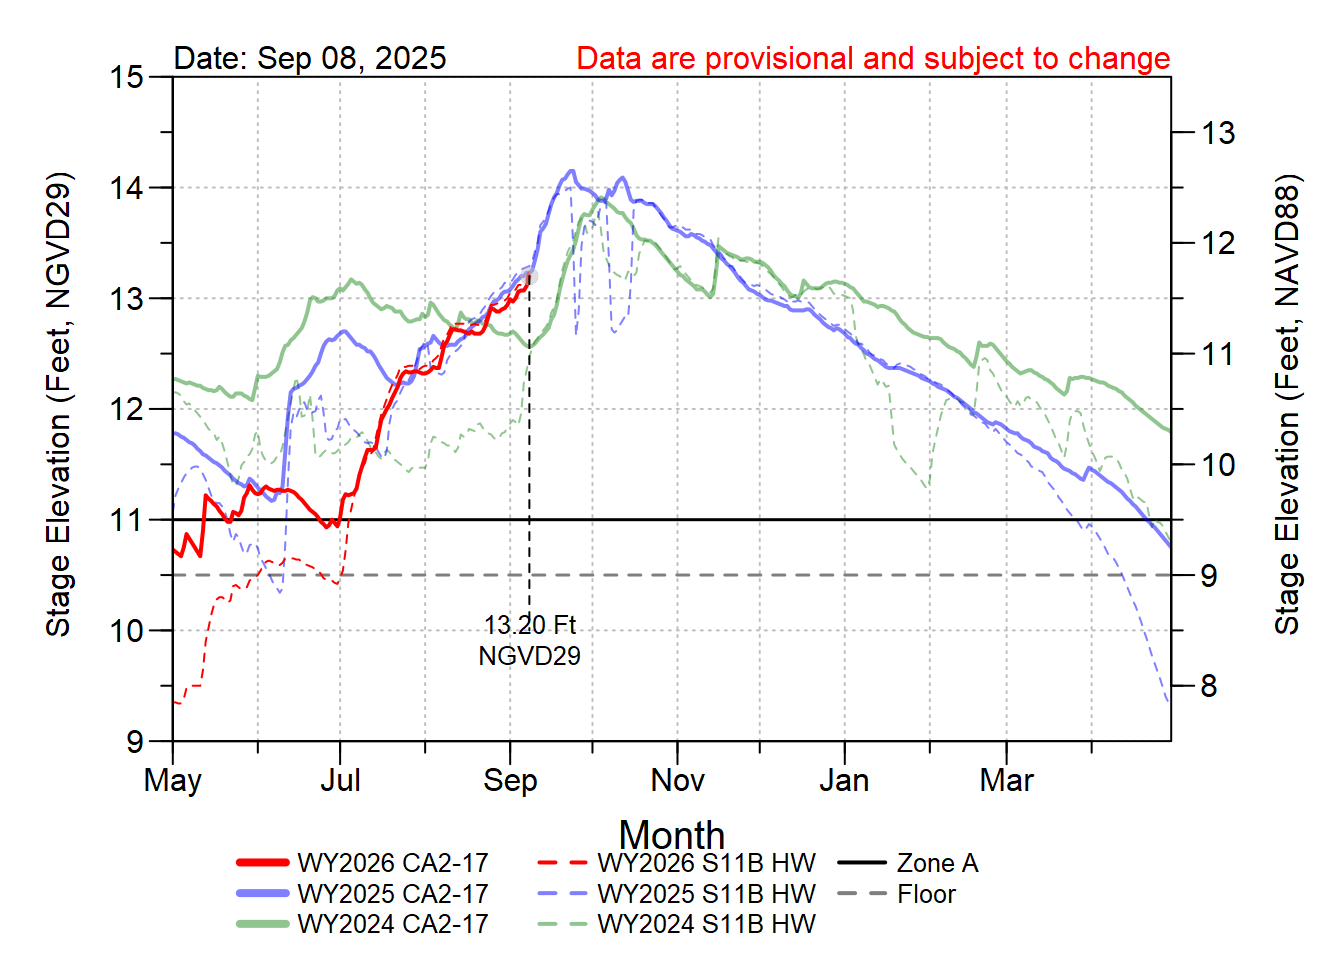 Date: Sep 08, 2025
Data are provisional and subject to change
Stage Elevation (Feet, NGVD29)
15
14
13
12
11
10
9
13
12
11
10
9
8
Stage Elevation (Feet, NAVD88)
13.20 Ft
NGVD29
May Jul Sep Nov Jan Mar
Month
WY2026 CA2-17 WY2026 S11B HW Zone A
WY2025 CA2-17 WY2025 S11B HW Floor
WY2024 CA2-17 WY2024 S11B HW